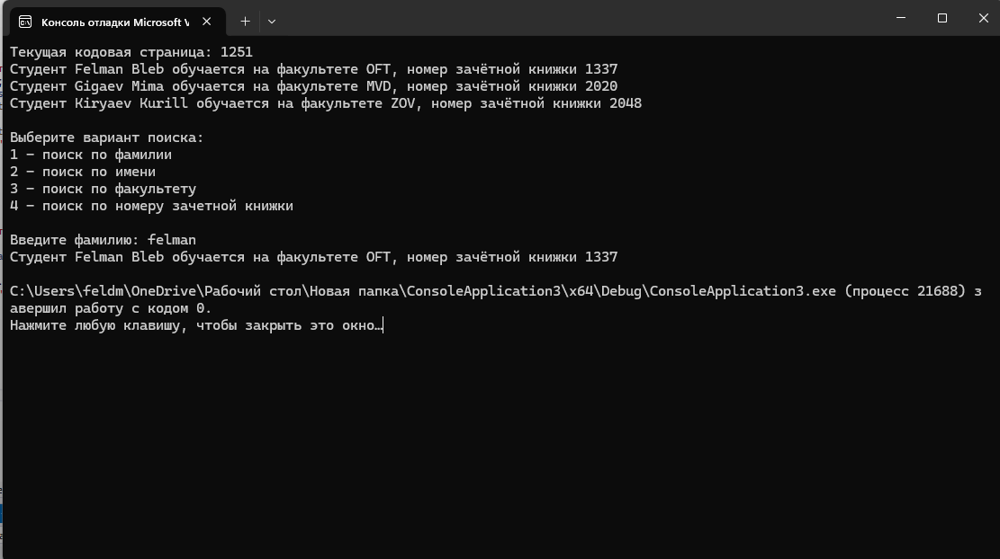 Консоль отладки Microsoft V
Текущая кодовая страница: 1251
Студент Felman Bleb обучается на факультете OFT, номер зачётной книжки 1337
Студент Gigaev Mima обучается на факультете MVD, номер зачётной книжки 2020
Студент Kiryaev Kurill обучается на факультете ZOV, номер зачётной книжки 2048
Выберите вариант поиска:
1 – поиск по фамилии
2 – поиск по имени
3 – поиск по факультету
4 – поиск по номеру зачетной книжки
Введите фамилию: felman
Студент Felman Bleb обучается на факультете OFT, номер зачётной книжки 1337
C:\Users\feldm\OneDrive\Рабочий стол\Новая папка\ConsoleApplication3\x64\Debug\ConsoleApplication3.exe (процесс 21688) з
авершил работу с кодом 0.
Нажмите любую клавишу, чтобы закрыть это окно…